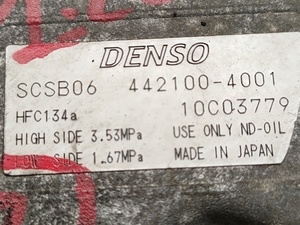 DENSO
SCSB06 442100-4001
HFC134a 10C03779
HIGH SIDE 3.53MPa USE ONLY ND-OIL
LOW SIDE 1.67MPa MADE IN JAPAN